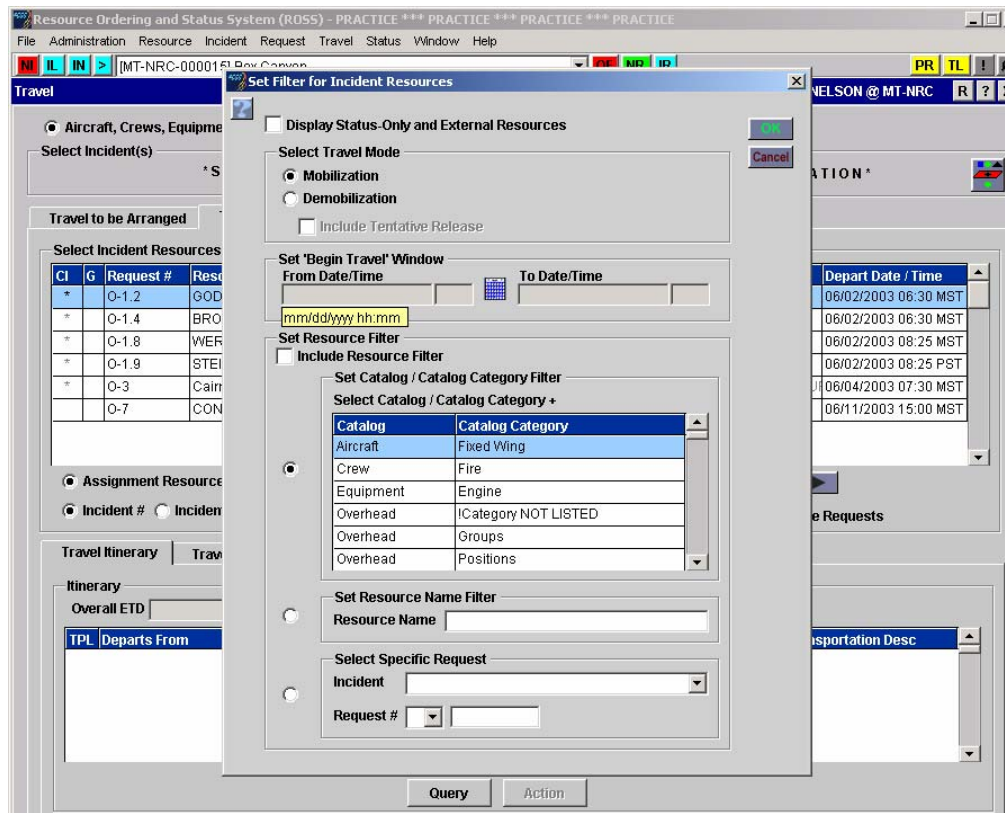 Resource Ordering and Status System (ROSS) - PRACTICE *** PRACTICE *** PRACTICE *** PRACTICE
File Administration Resource Incident Request Travel Status Window Help
NI IL IN > [MT-NRC-000015] Box Canyon NR IR PR TL !
Travel NELSON @ MT-NRC R ?
Set Filter for Incident Resources
Display Status-Only and External Resources
OK
Cancel
Select Travel Mode
Mobilization
Demobilization
Include Tentative Release
Set 'Begin Travel' Window
From Date/Time To Date/Time
mm/dd/yyyy hh:mm
Set Resource Filter
Include Resource Filter
Set Catalog / Catalog Category Filter
Select Catalog / Catalog Category +
Catalog Catalog Category
Aircraft Fixed Wing
Crew Fire
Equipment Engine
Overhead !Category NOT LISTED
Overhead Groups
Overhead Positions
Set Resource Name Filter
Resource Name
Select Specific Request
Incident
Request #
Aircraft, Crews, Equipme
Select Incident(s)
* S ATION *
Travel to be Arranged
Select Incident Resources
CI G Request # Reso Depart Date / Time
* O-1.2 GOD 06/02/2003 06:30 MST
* O-1.4 BRO 06/02/2003 06:30 MST
* O-1.8 WER 06/02/2003 08:25 MST
* O-1.9 STEI 06/02/2003 08:25 PST
* O-3 Cairn 06/04/2003 07:30 MST
O-7 CON 06/11/2003 15:00 MST
Assignment Resource
Incident # Inciden e Requests
Travel Itinerary Trav
Itinerary
Overall ETD
TPL Departs From nsportation Desc
Query Action